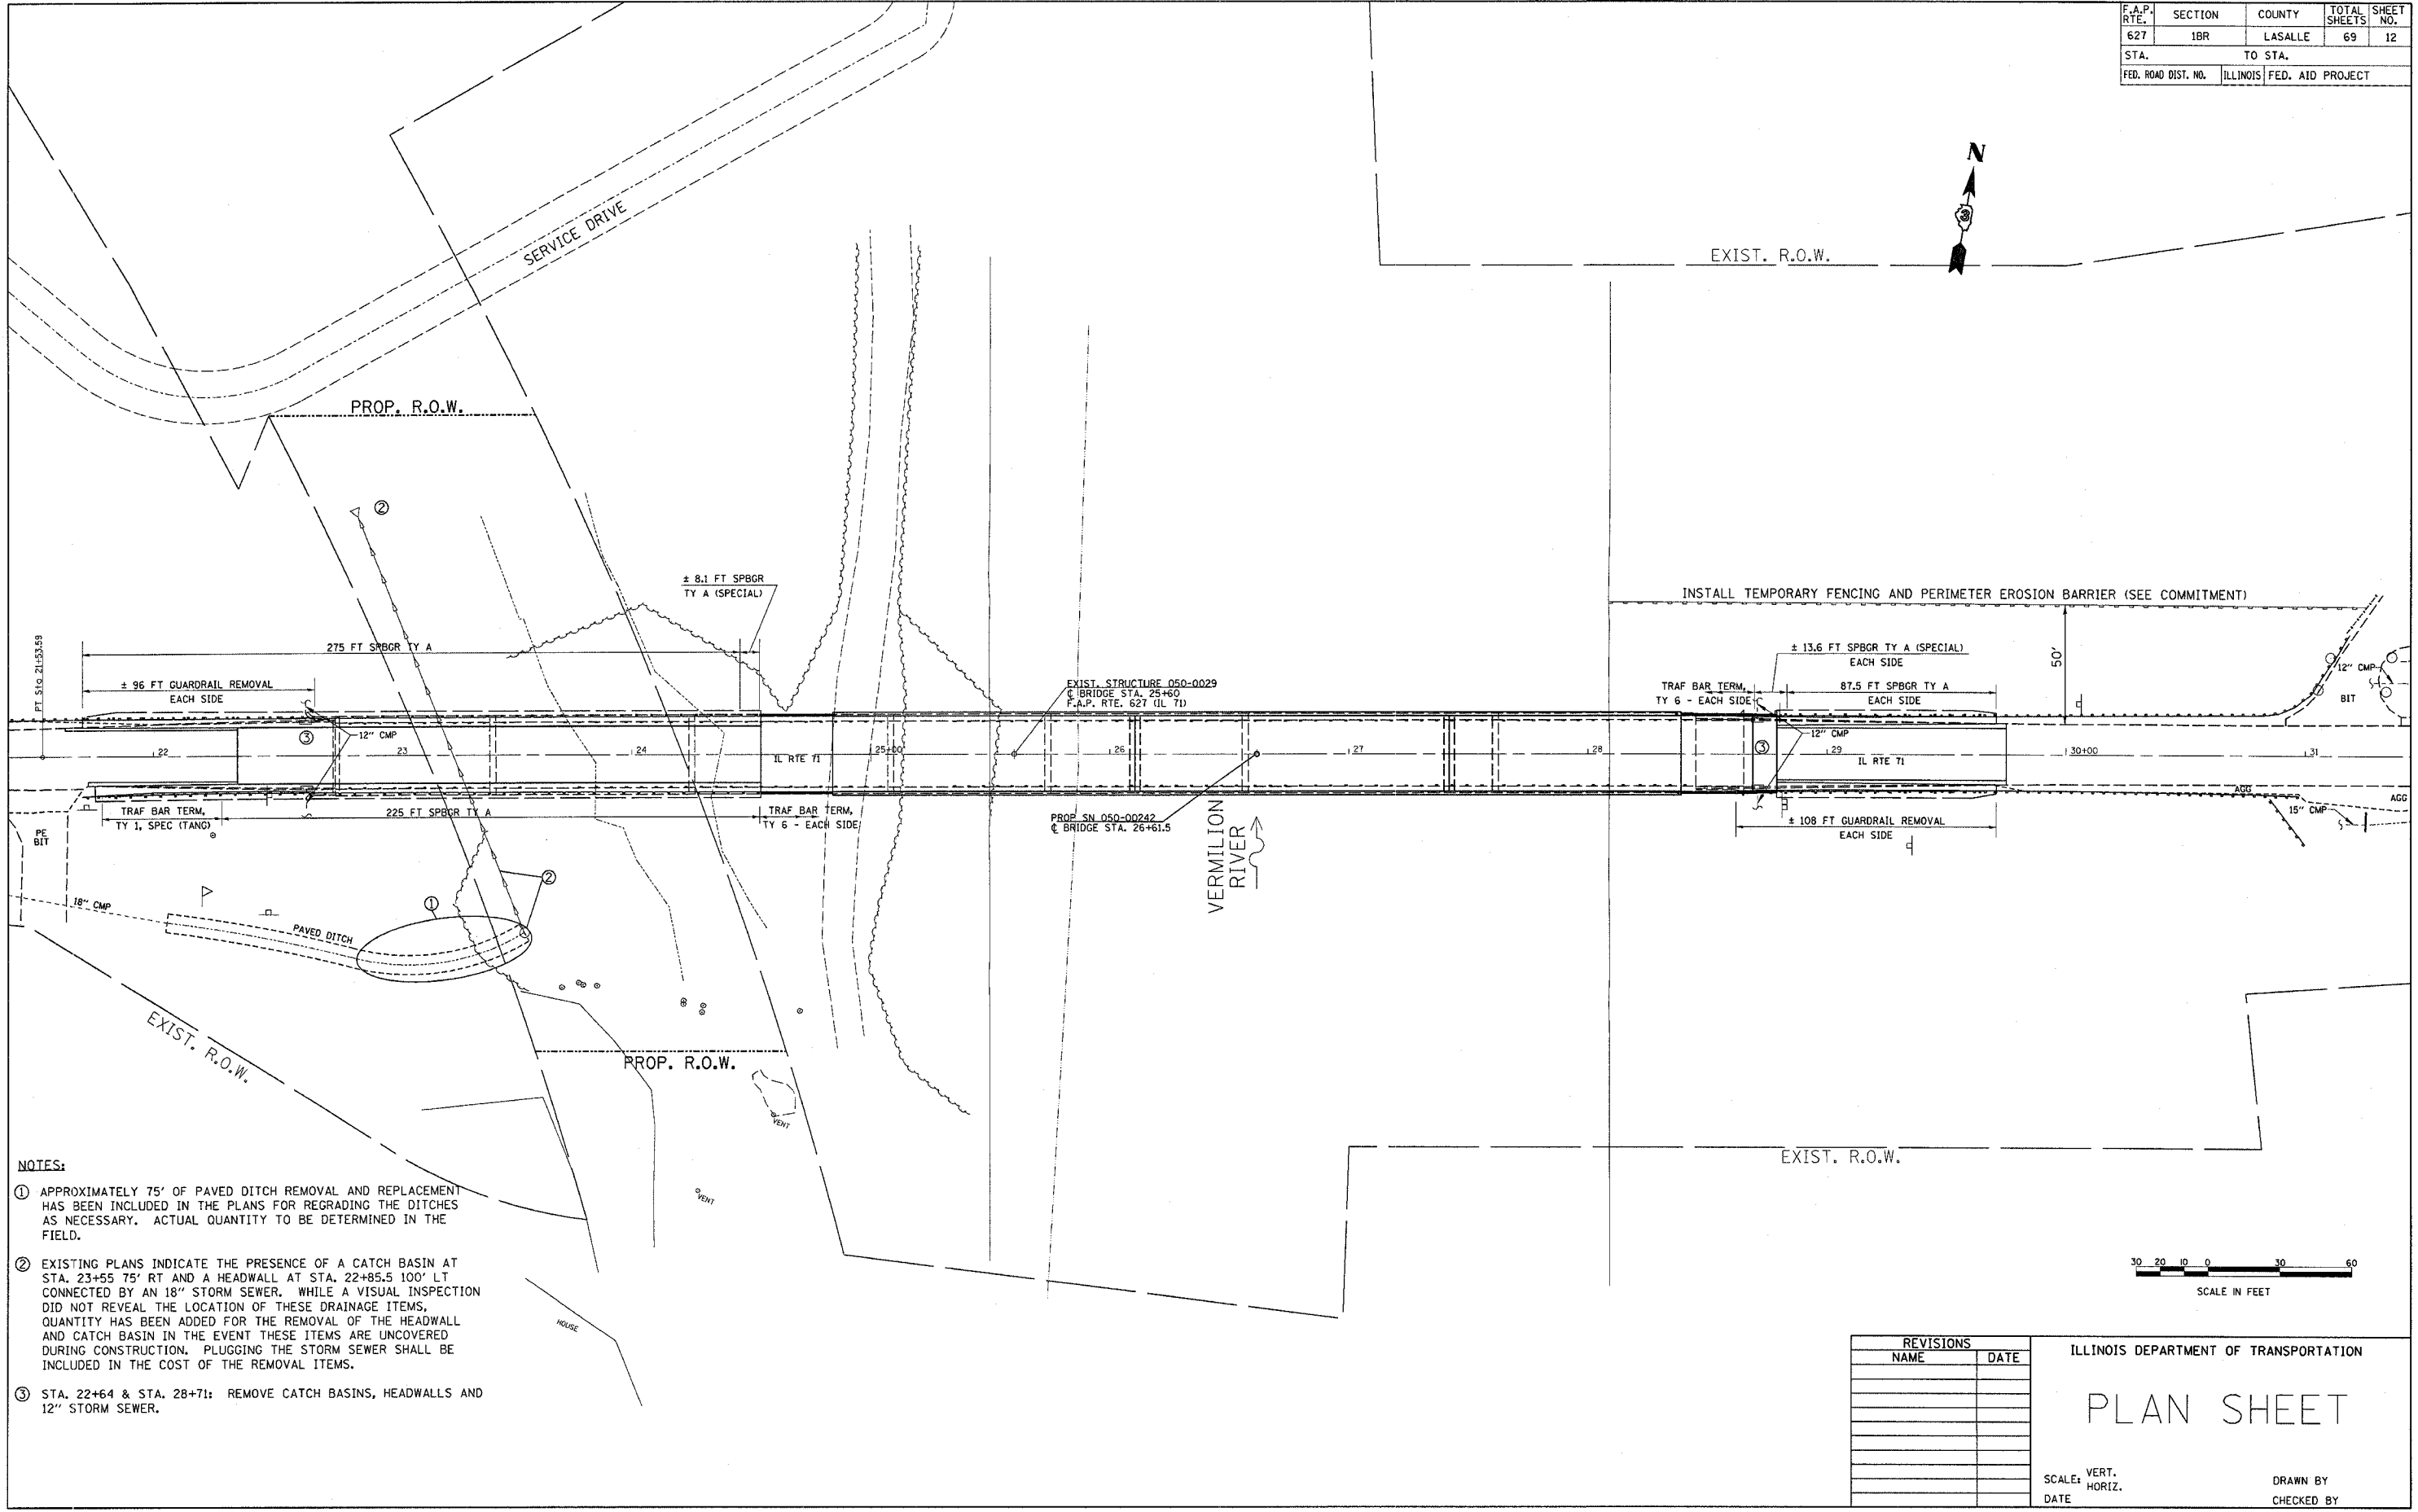 F.A.P. RTE. SECTION COUNTY TOTAL SHEETS SHEET NO.
627 1BR LASALLE 69 12
STA. TO STA.
FED. ROAD DIST. NO. ILLINOIS FED. AID PROJECT
N
3
SERVICE DRIVE
EXIST. R.O.W.
PROP. R.O.W.
②
± 8.1 FT SPBGR
TY A (SPECIAL)
INSTALL TEMPORARY FENCING AND PERIMETER EROSION BARRIER (SEE COMMITMENT)
PT Sta 21+53.59
275 FT SPBGR TY A
± 13.6 FT SPBGR TY A (SPECIAL)
EACH SIDE
50'
± 96 FT GUARDRAIL REMOVAL
EACH SIDE
EXIST. STRUCTURE 050-0029
℄ BRIDGE STA. 25+60
F.A.P. RTE. 627 (IL 71)
TRAF BAR TERM,
TY 6 - EACH SIDE
87.5 FT SPBGR TY A
EACH SIDE
12" CMP
BIT
③
12" CMP
12" CMP
③
22 23 24 25+00 26 27 28 29 30+00 31
IL RTE 71
IL RTE 71
AGG
AGG
15" CMP
TRAF BAR TERM,
TY 1, SPEC (TANG)
225 FT SPBGR TY A
TRAF BAR TERM,
TY 6 - EACH SIDE
PROP SN 050-00242
℄ BRIDGE STA. 26+61.5
± 108 FT GUARDRAIL REMOVAL
EACH SIDE
PE
BIT
VERMILION
RIVER
②
①
18" CMP
PAVED DITCH
EXIST. R.O.W.
PROP. R.O.W.
VENT
VENT
EXIST. R.O.W.
HOUSE
NOTES:
① APPROXIMATELY 75' OF PAVED DITCH REMOVAL AND REPLACEMENT
HAS BEEN INCLUDED IN THE PLANS FOR REGRADING THE DITCHES
AS NECESSARY. ACTUAL QUANTITY TO BE DETERMINED IN THE
FIELD.
② EXISTING PLANS INDICATE THE PRESENCE OF A CATCH BASIN AT
STA. 23+55 75' RT AND A HEADWALL AT STA. 22+85.5 100' LT
CONNECTED BY AN 18" STORM SEWER. WHILE A VISUAL INSPECTION
DID NOT REVEAL THE LOCATION OF THESE DRAINAGE ITEMS,
QUANTITY HAS BEEN ADDED FOR THE REMOVAL OF THE HEADWALL
AND CATCH BASIN IN THE EVENT THESE ITEMS ARE UNCOVERED
DURING CONSTRUCTION. PLUGGING THE STORM SEWER SHALL BE
INCLUDED IN THE COST OF THE REMOVAL ITEMS.
③ STA. 22+64 & STA. 28+71: REMOVE CATCH BASINS, HEADWALLS AND
12" STORM SEWER.
30 20 10 0 30 60
SCALE IN FEET
REVISIONS
NAME DATE
ILLINOIS DEPARTMENT OF TRANSPORTATION
PLAN SHEET
SCALE: VERT.
HORIZ.
DATE
DRAWN BY
CHECKED BY